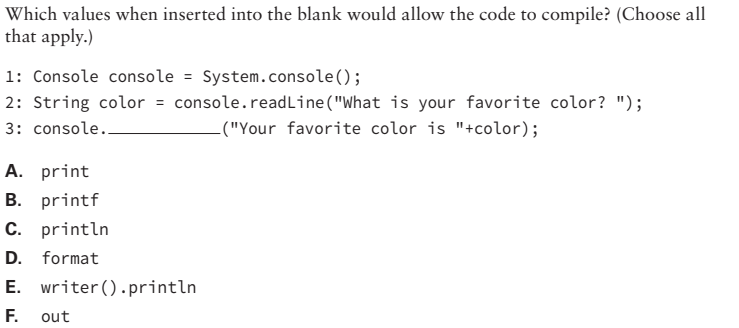 Which values when inserted into the blank would allow the code to compile? (Choose all
that apply.)
1: Console console = System.console();
2: String color = console.readLine("What is your favorite color? ");
3: console.____________("Your favorite color is "+color);
A. print
B. printf
C. println
D. format
E. writer().println
F. out